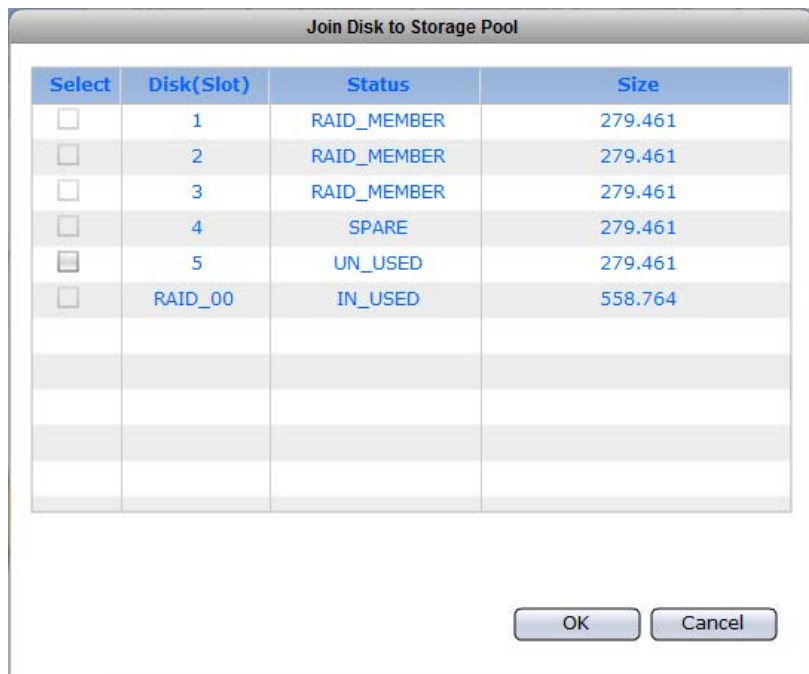 Join Disk to Storage Pool
Select Disk(Slot) Status Size
1 RAID_MEMBER 279.461
2 RAID_MEMBER 279.461
3 RAID_MEMBER 279.461
4 SPARE 279.461
5 UN_USED 279.461
RAID_00 IN_USED 558.764
OK Cancel